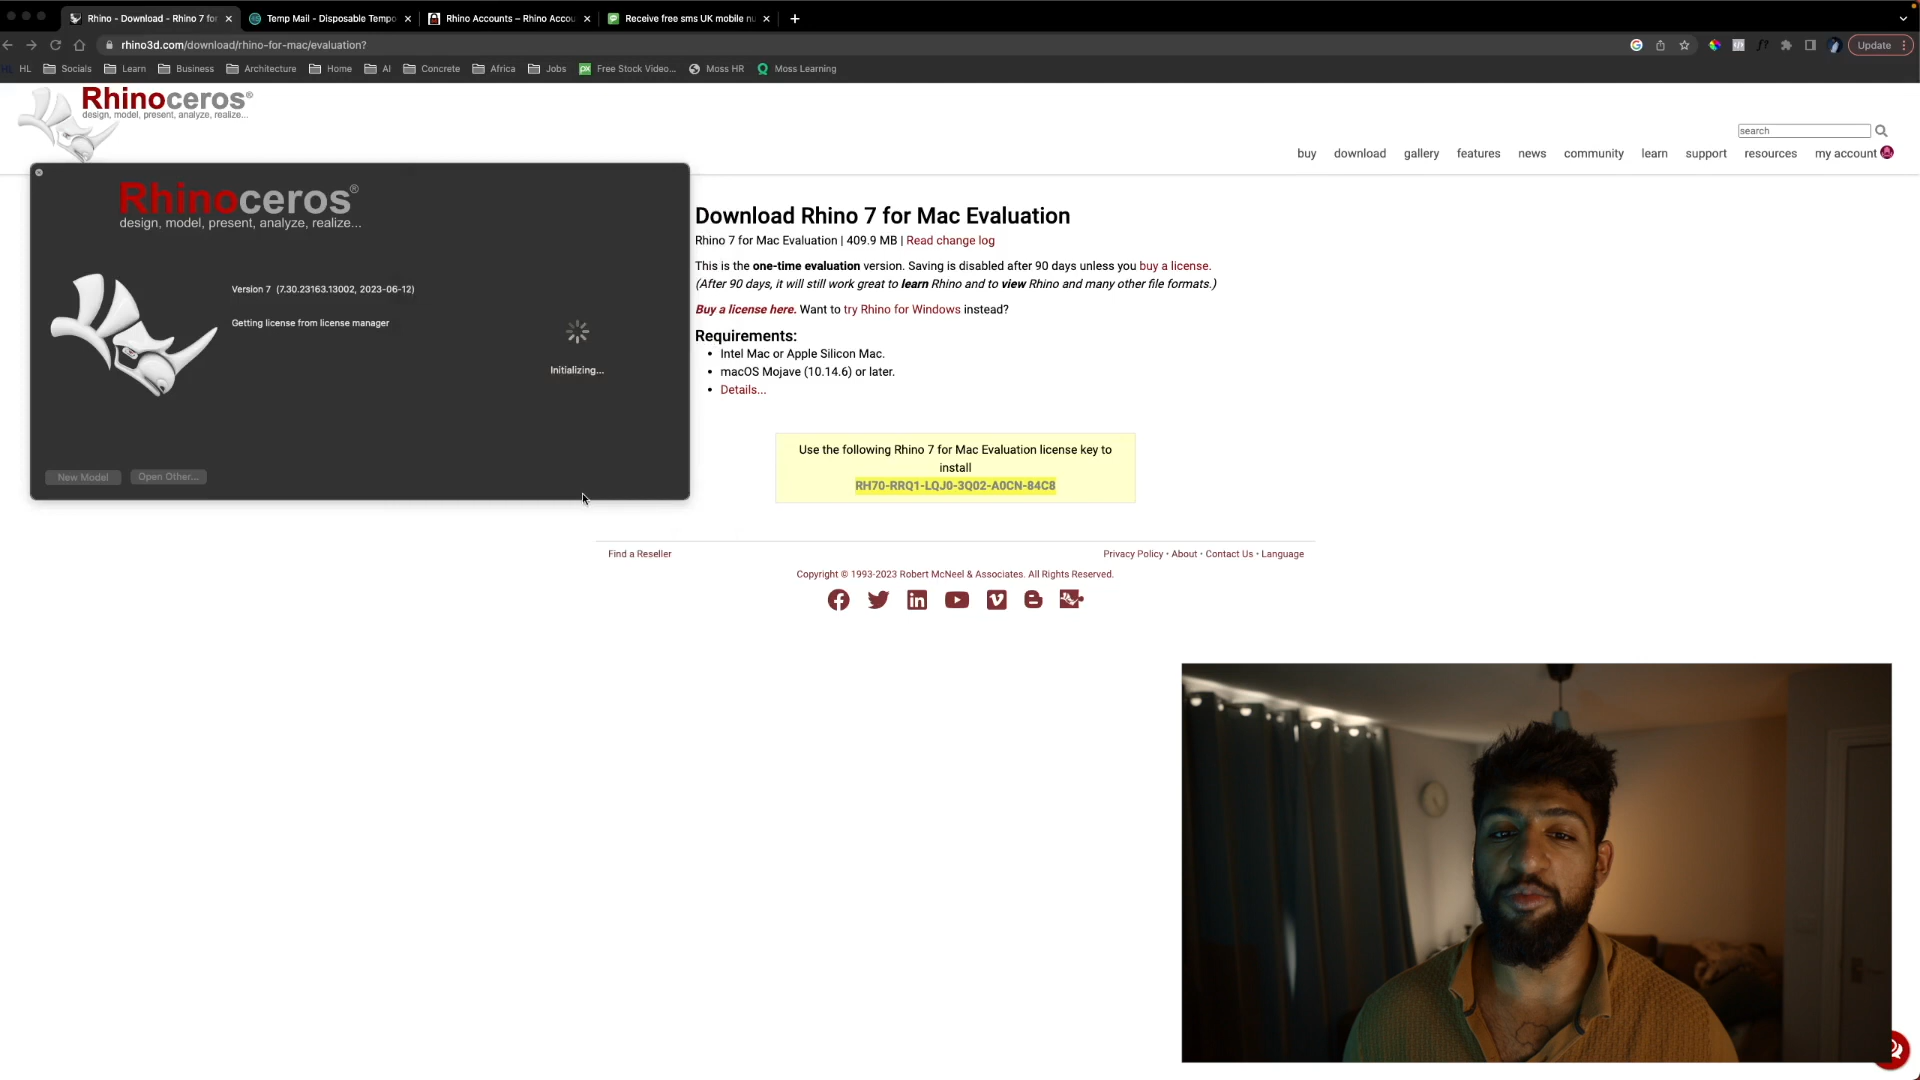 Rhino - Download - Rhino 7 for
Temp Mail - Disposable Tempo
Rhino Accounts – Rhino Accou
Receive free sms UK mobile nu
rhino3d.com/download/rhino-for-mac/evaluation?
Update
HL
HL
Socials
Learn
Business
Architecture
Home
AI
Concrete
Africa
Jobs
Free Stock Video...
Moss HR
Moss Learning
Rhinoceros®
design, model, present, analyze, realize...
search
buy
download
gallery
features
news
community
learn
support
resources
my account
Rhinoceros®
design, model, present, analyze, realize...
Version 7 (7.30.23163.13002, 2023-06-12)
Getting license from license manager
Initializing...
New Model
Open Other...
Download Rhino 7 for Mac Evaluation
Rhino 7 for Mac Evaluation | 409.9 MB | Read change log
This is the one-time evaluation version. Saving is disabled after 90 days unless you buy a license.
(After 90 days, it will still work great to learn Rhino and to view Rhino and many other file formats.)
Buy a license here. Want to try Rhino for Windows instead?
Requirements:
• Intel Mac or Apple Silicon Mac.
• macOS Mojave (10.14.6) or later.
• Details...
Use the following Rhino 7 for Mac Evaluation license key to
install
RH70-RRQ1-LQJ0-3Q02-A0CN-84C8
Find a Reseller
Privacy Policy · About · Contact Us · Language
Copyright © 1993-2023 Robert McNeel & Associates. All Rights Reserved.